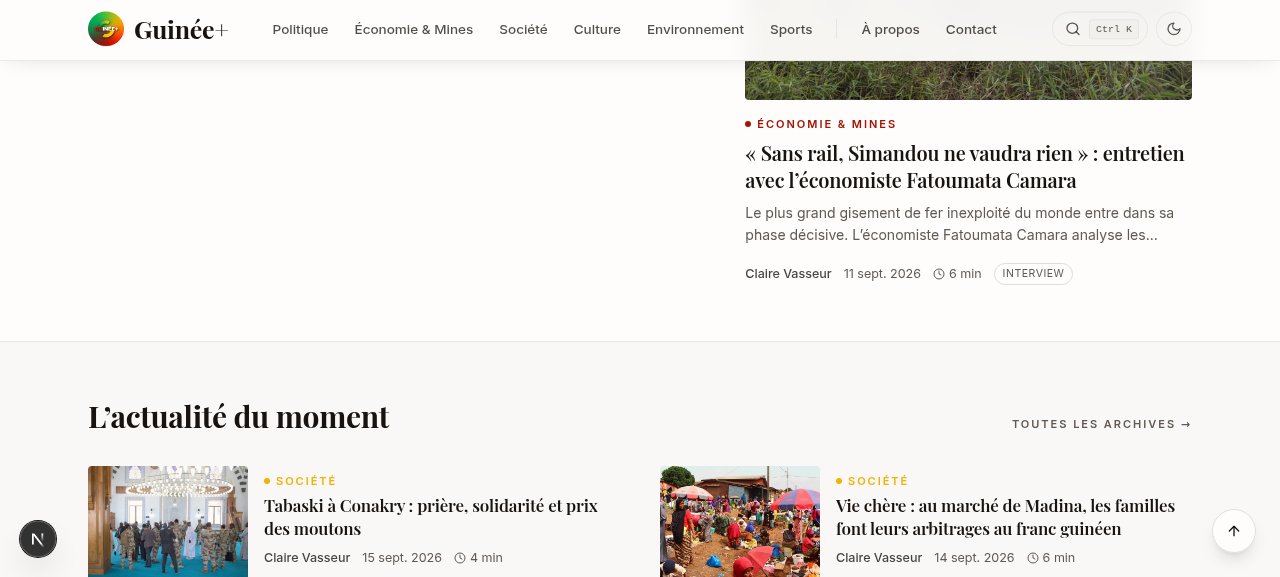 Guinée+
Politique
Économie & Mines
Société
Culture
Environnement
Sports
À propos
Contact
Ctrl K
ÉCONOMIE & MINES
« Sans rail, Simandou ne vaudra rien » : entretien
avec l’économiste Fatoumata Camara
Le plus grand gisement de fer inexploité du monde entre dans sa
phase décisive. L’économiste Fatoumata Camara analyse les...
Claire Vasseur 11 sept. 2026 6 min INTERVIEW
L’actualité du moment
TOUTES LES ARCHIVES →
SOCIÉTÉ
Tabaski à Conakry : prière, solidarité et prix
des moutons
Claire Vasseur 15 sept. 2026 4 min
SOCIÉTÉ
Vie chère : au marché de Madina, les familles
font leurs arbitrages au franc guinéen
Claire Vasseur 14 sept. 2026 6 min
N